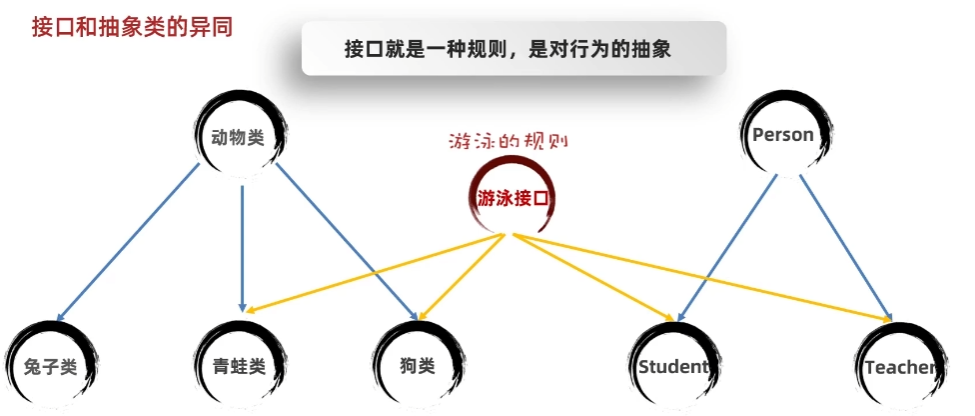 接口和抽象类的异同
接口就是一种规则，是对行为的抽象
动物类
游泳的规则
游泳接口
Person
兔子类
青蛙类
狗类
Student
Teacher